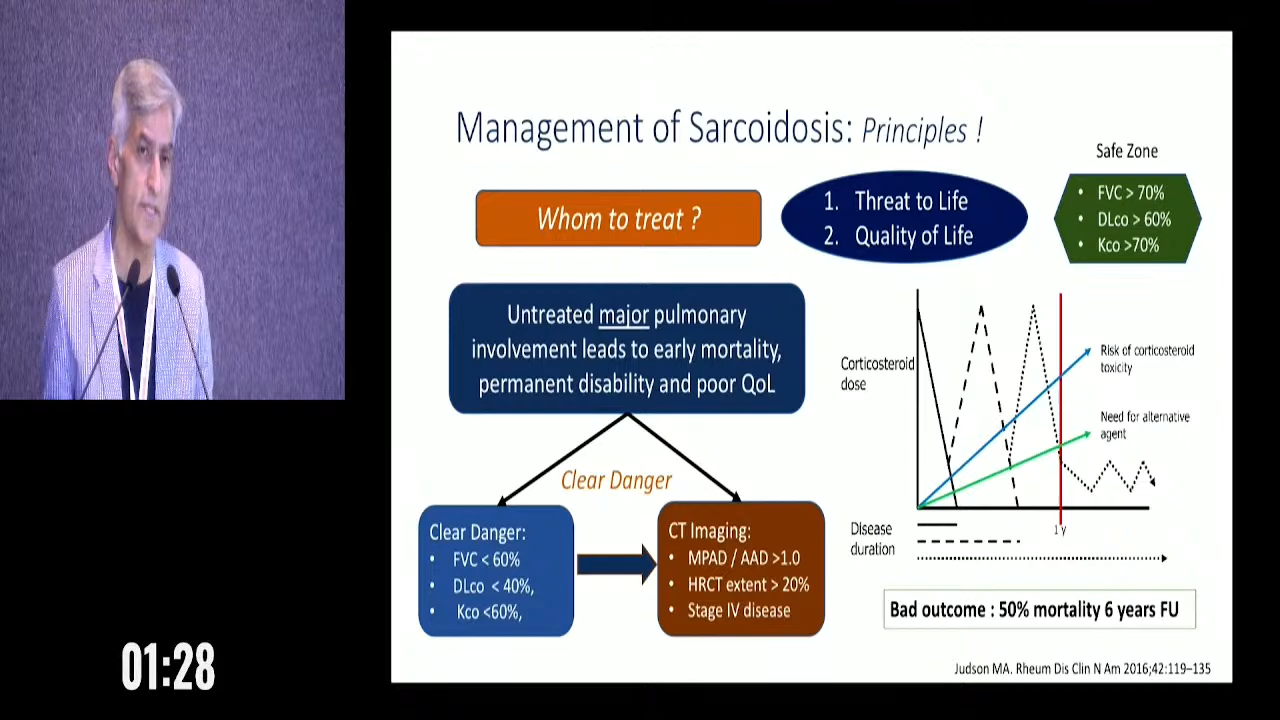 Management of Sarcoidosis: Principles !
Safe Zone
Whom to treat ?
1. Threat to Life
2. Quality of Life
• FVC > 70%
• DLco > 60%
• Kco >70%
Untreated major pulmonary
involvement leads to early mortality,
permanent disability and poor QoL
Clear Danger
Clear Danger:
• FVC < 60%
• DLco < 40%,
• Kco <60%,
CT Imaging:
• MPAD / AAD >1.0
• HRCT extent > 20%
• Stage IV disease
Corticosteroid
dose
Risk of corticosteroid
toxicity
Need for alternative
agent
1 y
Disease
duration
Bad outcome : 50% mortality 6 years FU
Judson MA. Rheum Dis Clin N Am 2016;42:119–135
01:28